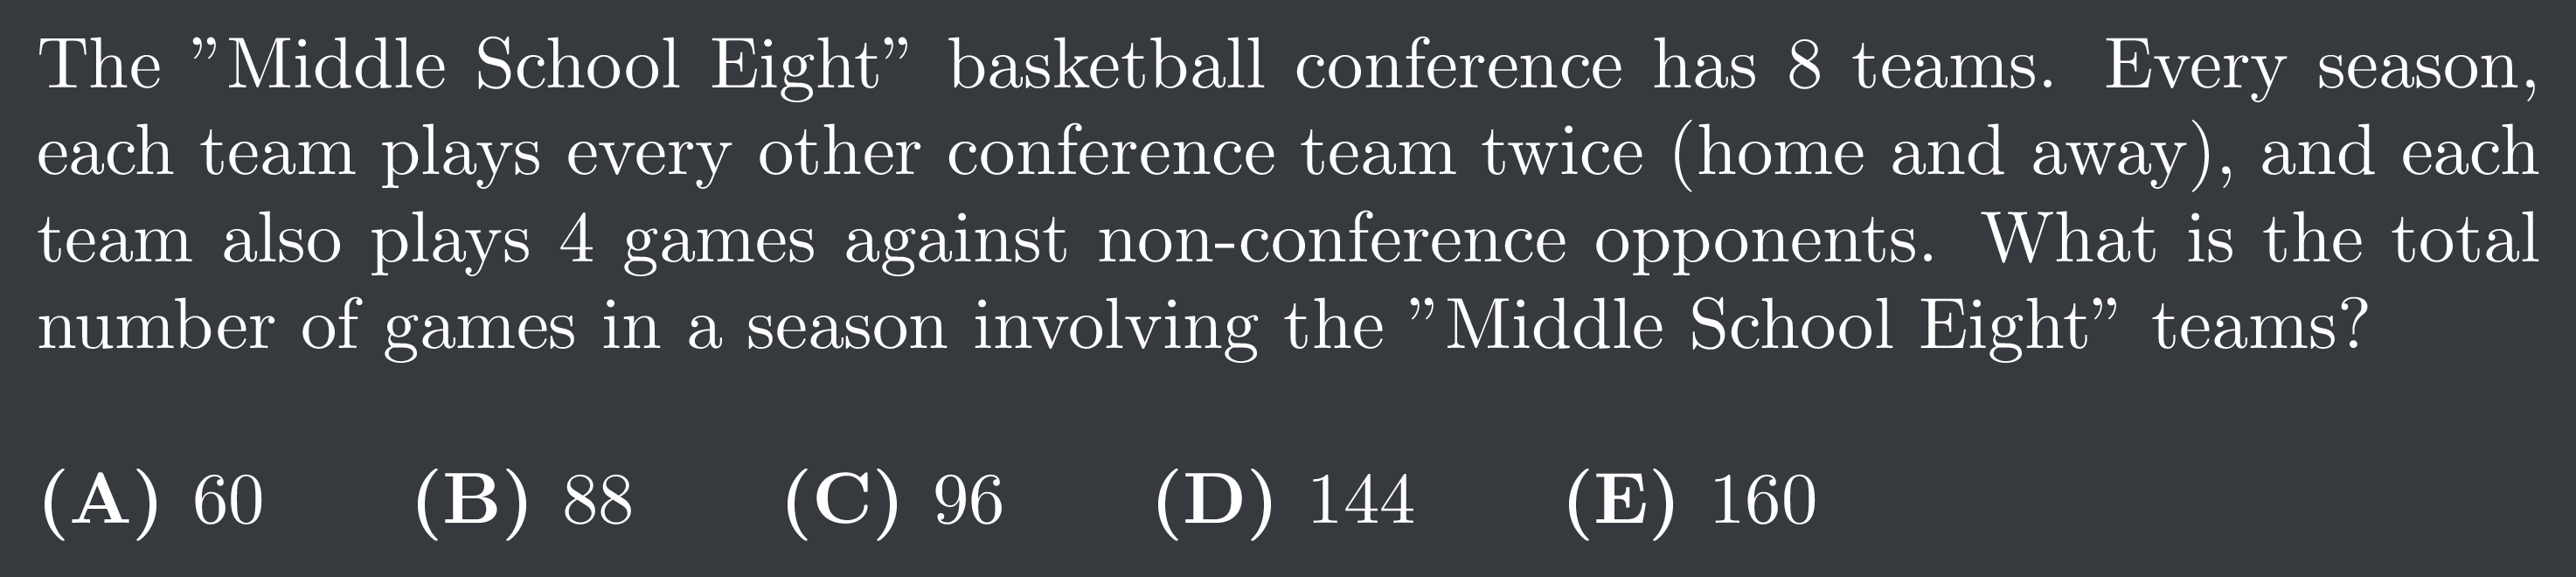 The ”Middle School Eight” basketball conference has 8 teams. Every season,
each team plays every other conference team twice (home and away), and each
team also plays 4 games against non-conference opponents. What is the total
number of games in a season involving the ”Middle School Eight” teams?
(A) 60 (B) 88 (C) 96 (D) 144 (E) 160